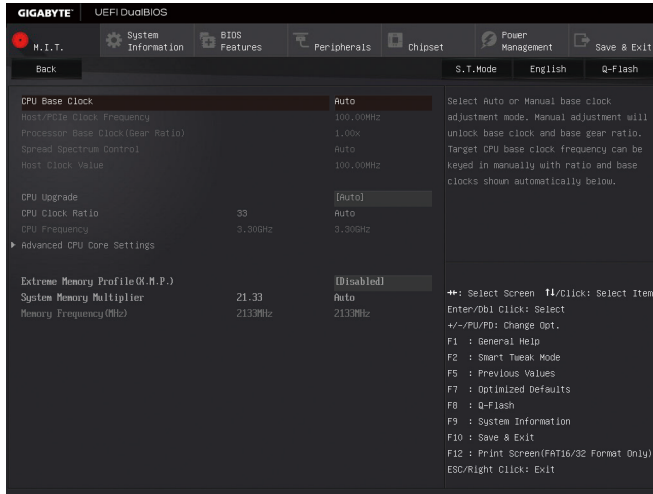 GIGABYTE™ UEFI DualBIOS
M.I.T. System Information BIOS Features Peripherals Chipset Power Management Save & Exit
Back S.T.Mode English Q-Flash
CPU Base Clock Auto
Host/PCIe Clock Frequency 100.00MHz
Processor Base Clock(Gear Ratio) 1.00x
Spread Spectrum Control Auto
Host Clock Value 100.00MHz
CPU Upgrade [Auto]
CPU Clock Ratio 33 Auto
CPU Frequency 3.30GHz 3.30GHz
Advanced CPU Core Settings
Extreme Memory Profile(X.M.P.) [Disabled]
System Memory Multiplier 21.33 Auto
Memory Frequency(MHz) 2133MHz 2133MHz
Select Auto or Manual base clock
adjustment mode. Manual adjustment will
unlock base clock and base gear ratio.
Target CPU base clock frequency can be
keyed in manually with ratio and base
clocks shown automatically below.
→←: Select Screen ↑↓/Click: Select Item
Enter/Dbl Click: Select
+/-/PU/PD: Change Opt.
F1 : General Help
F2 : Smart Tweak Mode
F5 : Previous Values
F7 : Optimized Defaults
F8 : Q-Flash
F9 : System Information
F10 : Save & Exit
F12 : Print Screen(FAT16/32 Format Only)
ESC/Right Click: Exit